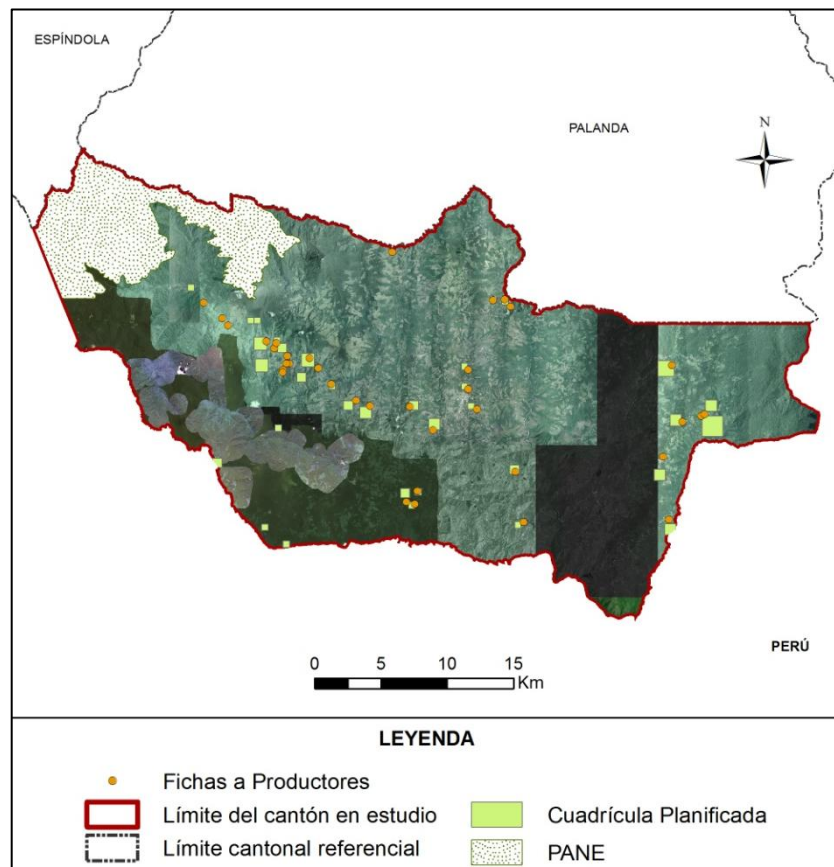 ESPÍNDOLA
PALANDA
N
PERÚ
0 5 10 15
Km
LEYENDA
Fichas a Productores
Límite del cantón en estudio
Cuadrícula Planificada
Límite cantonal referencial
PANE